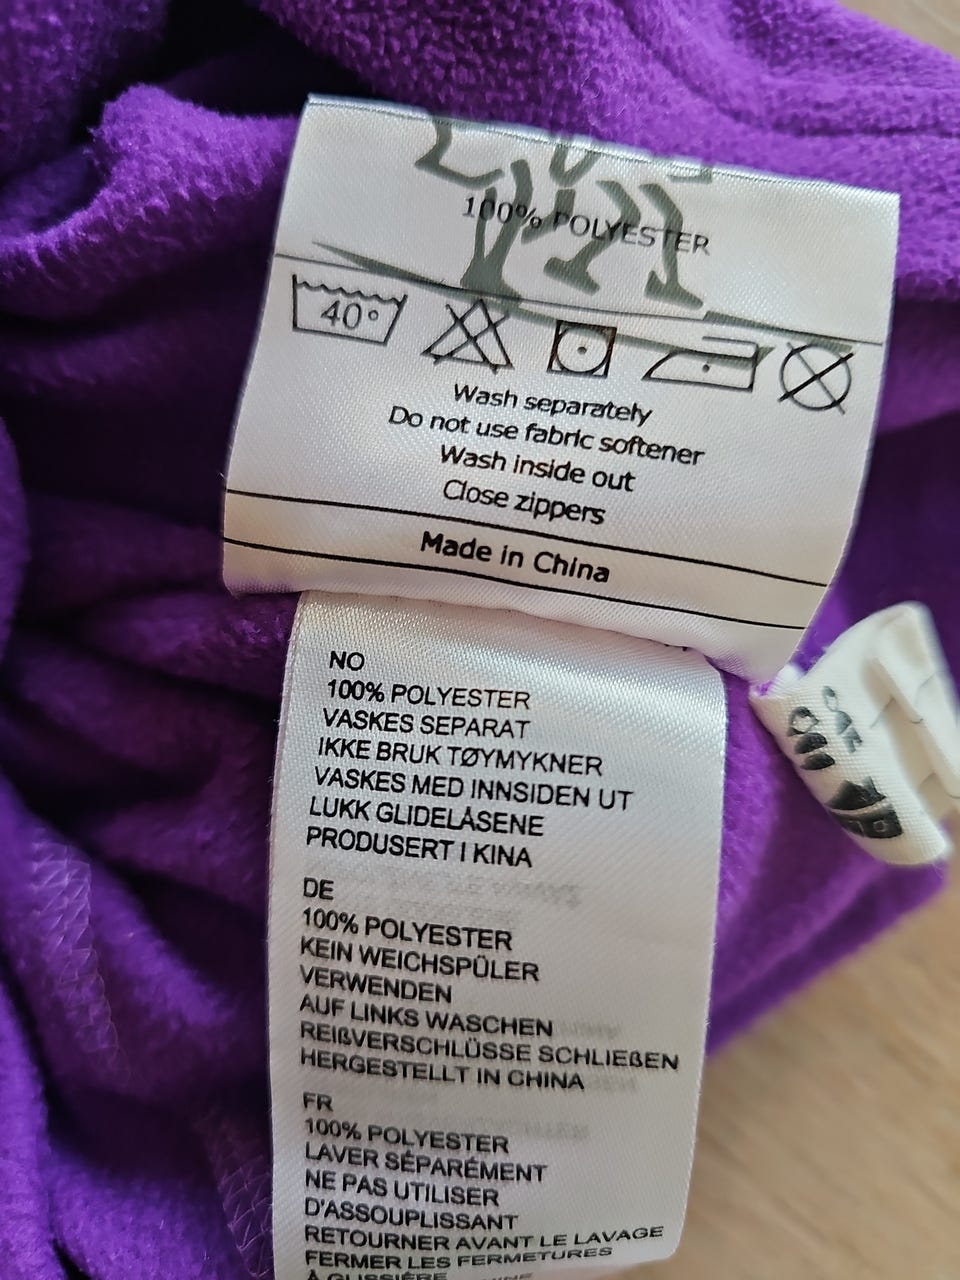 100% POLYESTER
40°
Wash separately
Do not use fabric softener
Wash inside out
Close zippers
Made in China
NO
100% POLYESTER
VASKES SEPARAT
IKKE BRUK TØYMYKNER
VASKES MED INNSIDEN UT
LUKK GLIDELÅSENE
PRODUSERT I KINA
DE
100% POLYESTER
KEIN WEICHSPÜLER
VERWENDEN
AUF LINKS WASCHEN
REIßVERSCHLÜSSE SCHLIEßEN
HERGESTELLT IN CHINA
FR
100% POLYESTER
LAVER SÉPARÉMENT
NE PAS UTILISER
D'ASSOUPLISSANT
RETOURNER AVANT LE LAVAGE
FERMER LES FERMETURES
À GLISSIÈRE